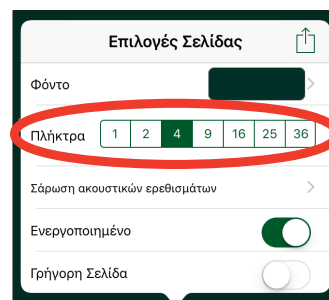 Επιλογές Σελίδας
Φόντο
Πλήκτρα 1 2 4 9 16 25 36
Σάρωση ακουστικών ερεθισμάτων
Ενεργοποιημένο
Γρήγορη Σελίδα